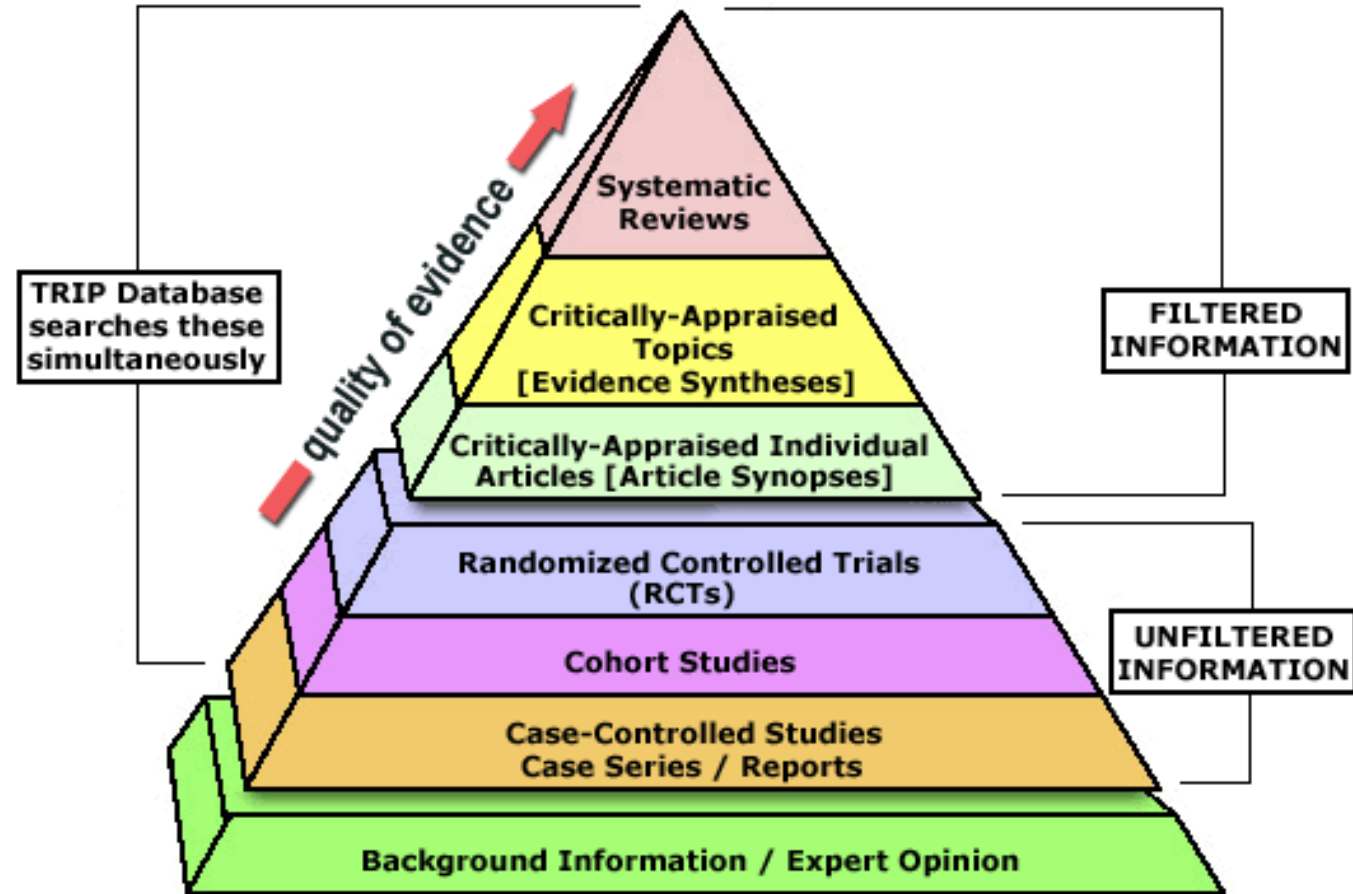 Systematic
Reviews
quality of evidence
TRIP Database
searches these
simultaneously
FILTERED
INFORMATION
Critically-Appraised
Topics
[Evidence Syntheses]
Critically-Appraised Individual
Articles [Article Synopses]
Randomized Controlled Trials
(RCTs)
UNFILTERED
INFORMATION
Cohort Studies
Case-Controlled Studies
Case Series / Reports
Background Information / Expert Opinion